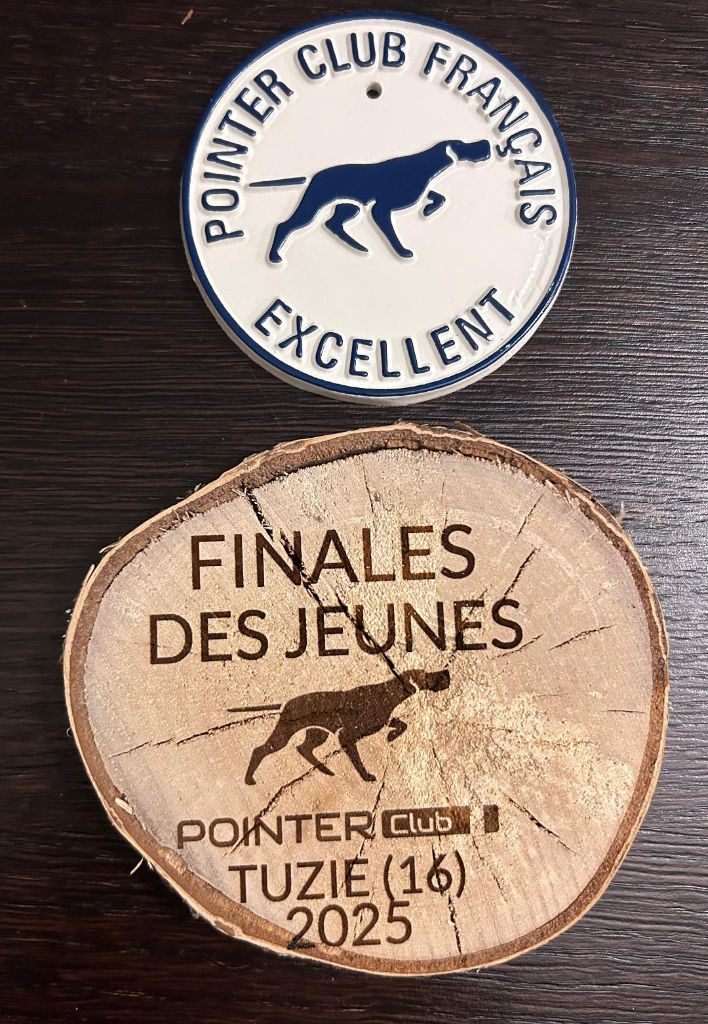 POINTER CLUB FRANÇAIS
EXCELLENT
FINALES
DES JEUNES
POINTER Club
TUZIE (16)
2025